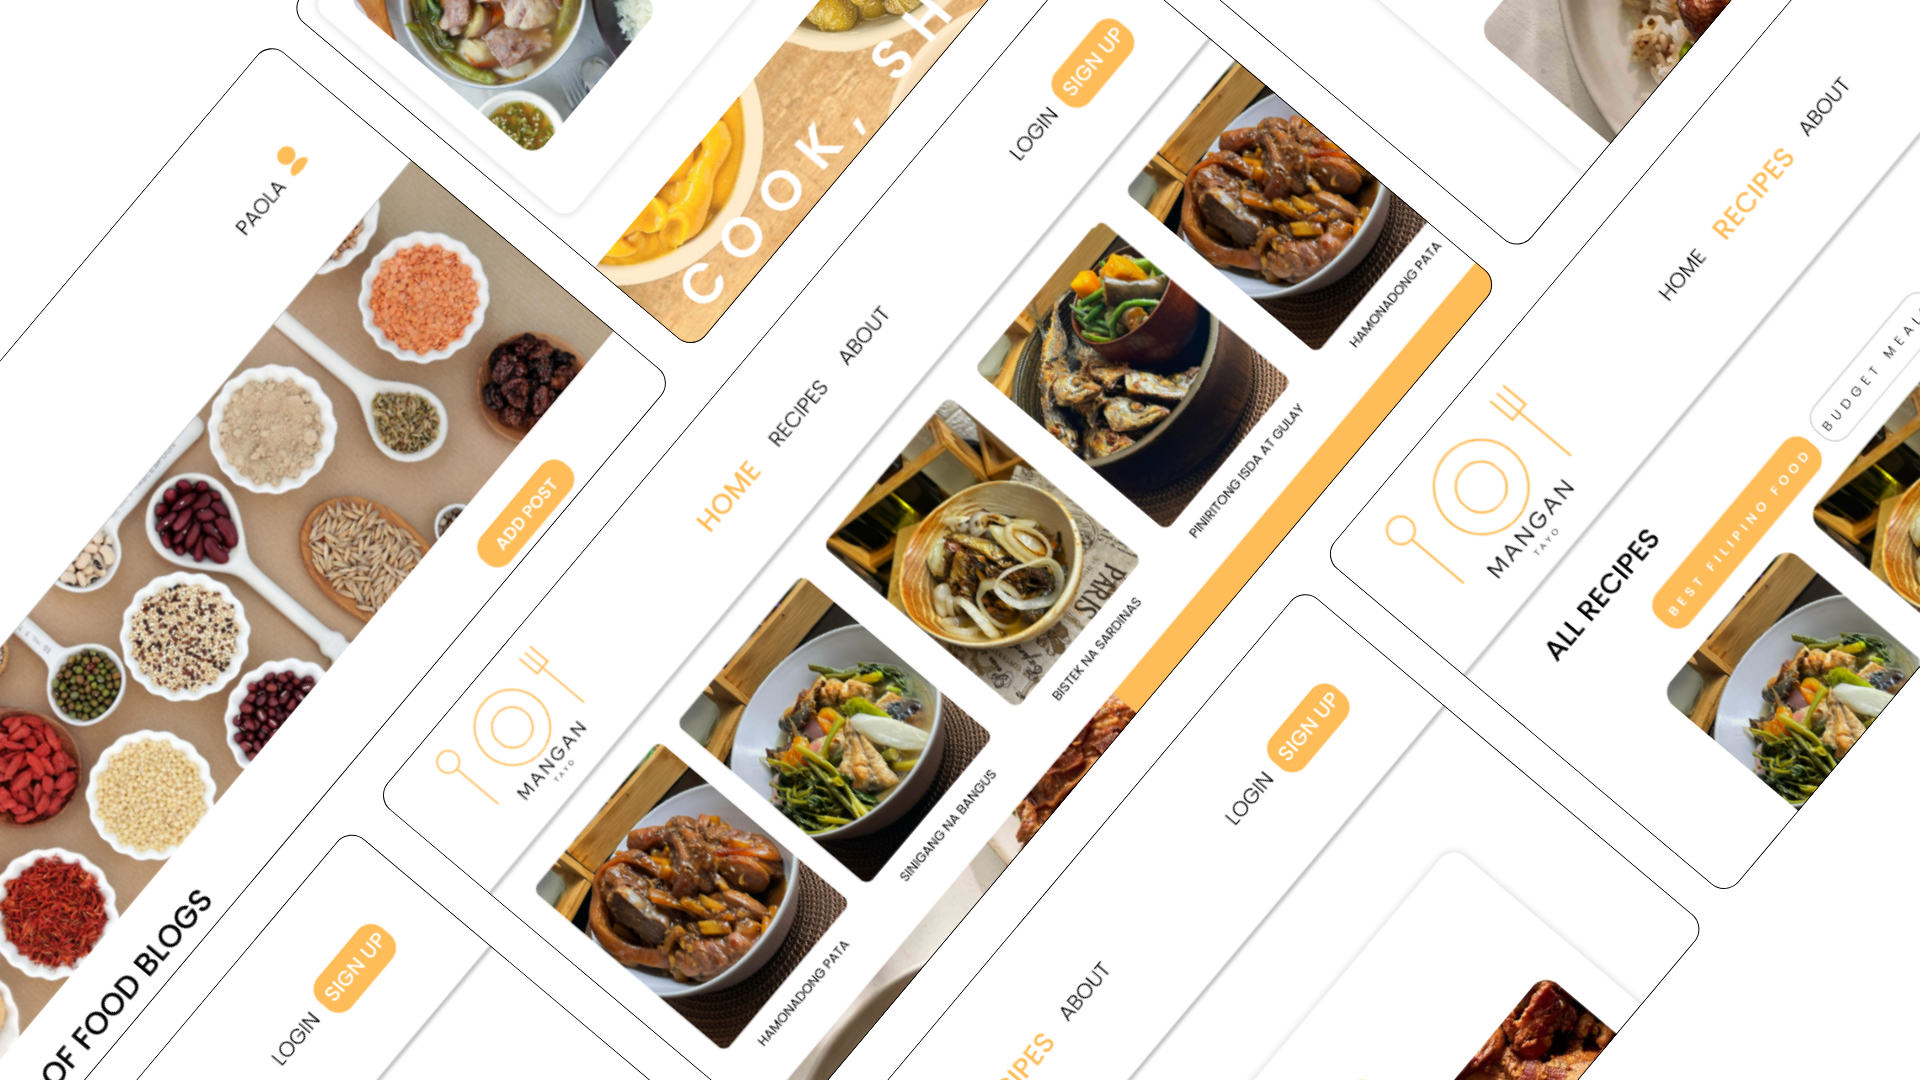 PAOLA
ADD POST
OF FOOD BLOGS
LOGIN
SIGN UP
COOK, SH
LOGIN
SIGN UP
HOME
RECIPES
ABOUT
MANGAN
TAYO
HAMONADONG PATA
SINIGANG NA BANGUS
BISTEK NA SARDINAS
PINIRITONG ISDA AT GULAY
HAMONADONG PATA
PARIS
LOGIN
SIGN UP
IPES
ABOUT
HOME
RECIPES
ABOUT
MANGAN
TAYO
ALL RECIPES
BEST FILIPINO FOOD
BUDGET MEAL